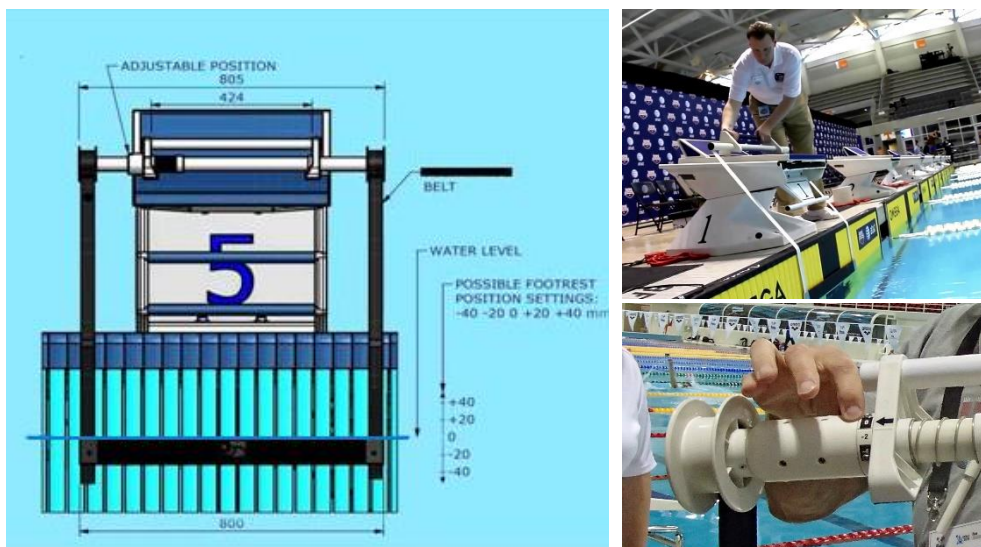 ADJUSTABLE POSITION
805
424
BELT
5
WATER LEVEL
POSSIBLE FOOTREST
POSITION SETTINGS:
-40 -20 0 +20 +40 mm
+40
+20
0
-20
-40
800
1
OMEGA
-2